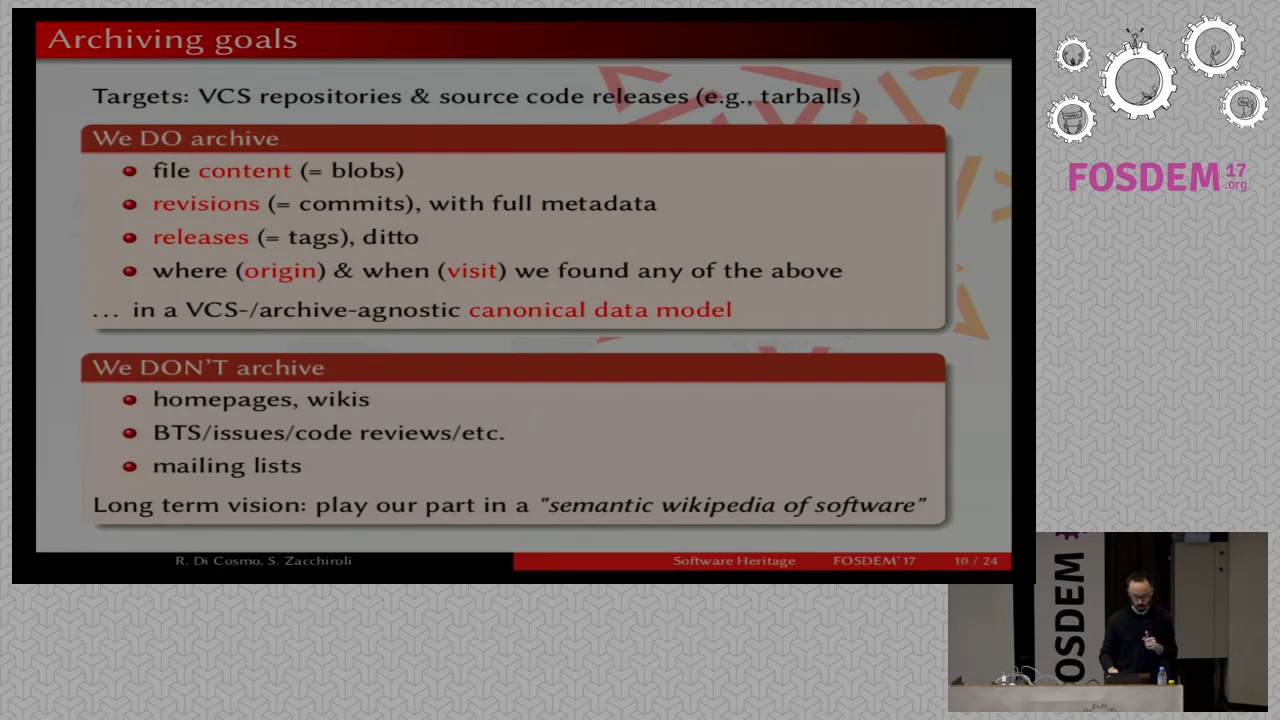 Archiving goals
Targets: VCS repositories & source code releases (e.g., tarballs)
We DO archive
file content (= blobs)
revisions (= commits), with full metadata
releases (= tags), ditto
where (origin) & when (visit) we found any of the above
... in a VCS-/archive-agnostic canonical data model
We DON'T archive
homepages, wikis
BTS/issues/code reviews/etc.
mailing lists
Long term vision: play our part in a "semantic wikipedia of software"
R. Di Cosmo, S. Zacchiroli
Software Heritage
FOSDEM'17
10 / 24
FOSDEM 17
.org
OSDEM